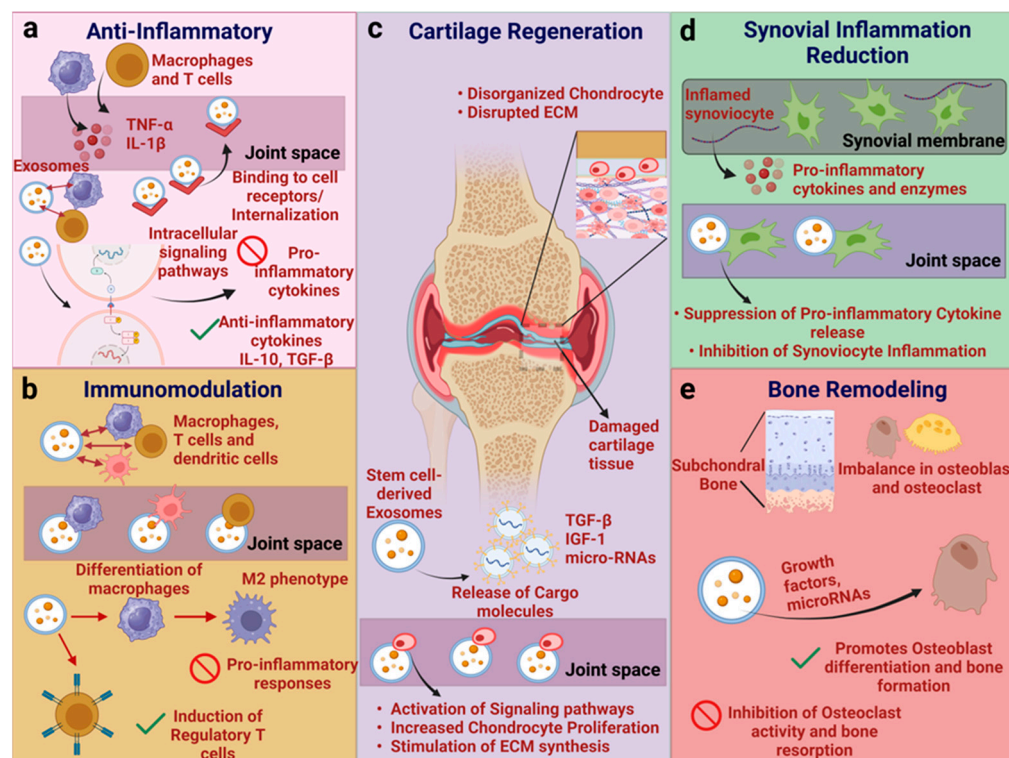 a
Anti-Inflammatory
Macrophages
and T cells
TNF-α
IL-1β
Joint space
Exosomes
Binding to cell
receptors/
Internalization
Intracellular
signaling
pathways
Pro-
inflammatory
cytokines
Anti-inflammatory
cytokines
IL-10, TGF-β
b
Immunomodulation
Macrophages,
T cells and
dendritic cells
Joint space
Differentiation of
macrophages
M2 phenotype
Pro-inflammatory
responses
Induction of
Regulatory T
cells
c
Cartilage Regeneration
• Disorganized Chondrocyte
• Disrupted ECM
Damaged
cartilage
tissue
Stem cell-
derived
Exosomes
TGF-β
IGF-1
micro-RNAs
Release of Cargo
molecules
Joint space
• Activation of Signaling pathways
• Increased Chondrocyte Proliferation
• Stimulation of ECM synthesis
d
Synovial Inflammation
Reduction
Inflamed
synoviocyte
Synovial membrane
Pro-inflammatory
cytokines and enzymes
Joint space
• Suppression of Pro-inflammatory Cytokine
release
• Inhibition of Synoviocyte Inflammation
e
Bone Remodeling
Subchondral
Bone
Imbalance in osteoblas
and osteoclast
Growth
factors,
microRNAs
Promotes Osteoblast
differentiation and bone
formation
Inhibition of Osteoclast
activity and bone
resorption